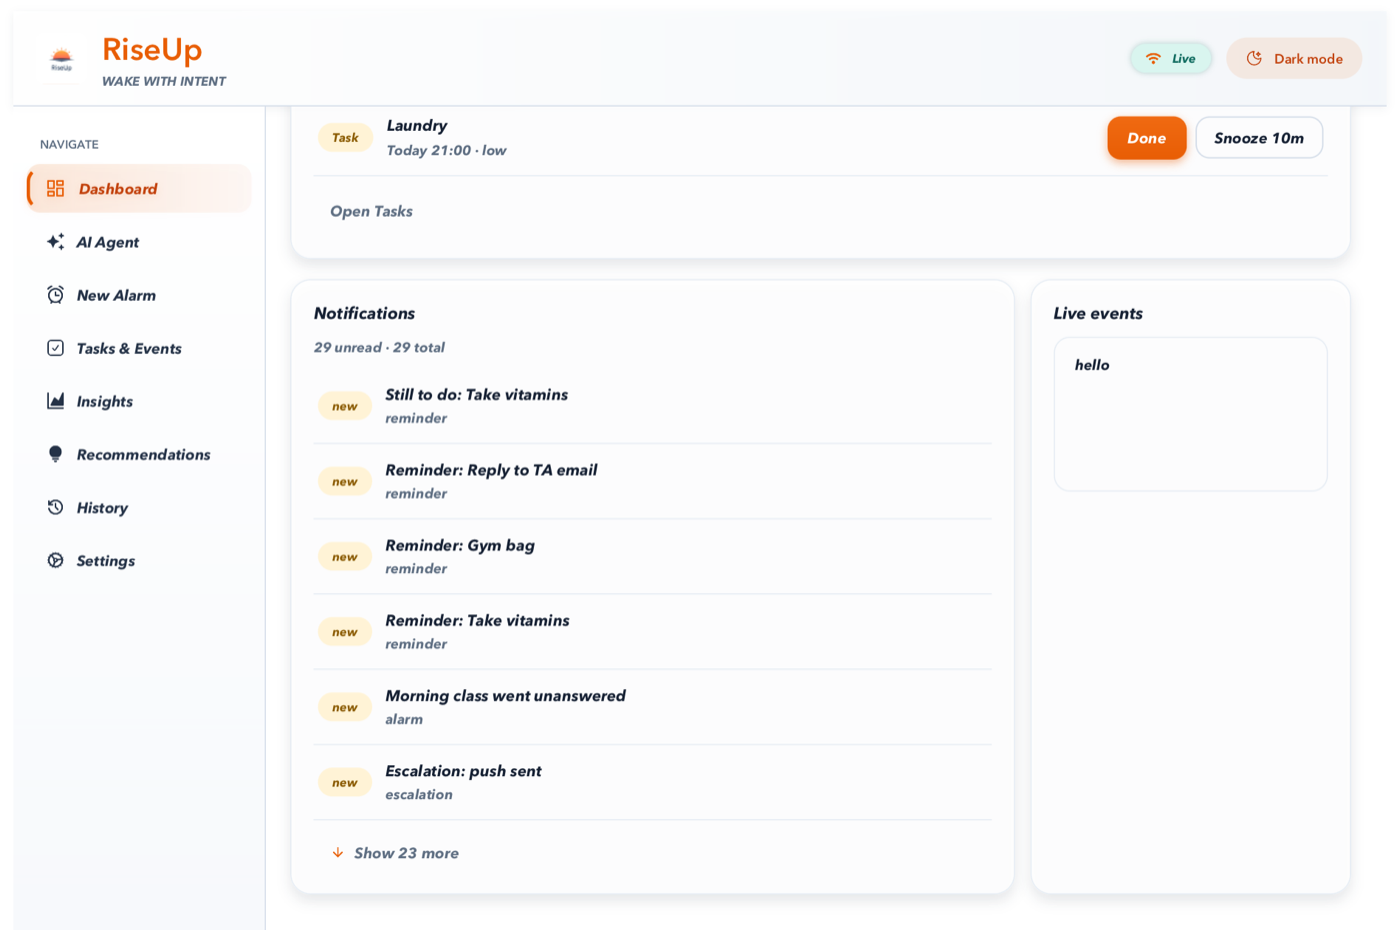 RiseUp
RiseUp
WAKE WITH INTENT
Live
Dark mode
NAVIGATE
Dashboard
AI Agent
New Alarm
Tasks & Events
Insights
Recommendations
History
Settings
Task
Laundry
Today 21:00 · low
Done
Snooze 10m
Open Tasks
Notifications
29 unread · 29 total
new
Still to do: Take vitamins
reminder
new
Reminder: Reply to TA email
reminder
new
Reminder: Gym bag
reminder
new
Reminder: Take vitamins
reminder
new
Morning class went unanswered
alarm
new
Escalation: push sent
escalation
Show 23 more
Live events
hello